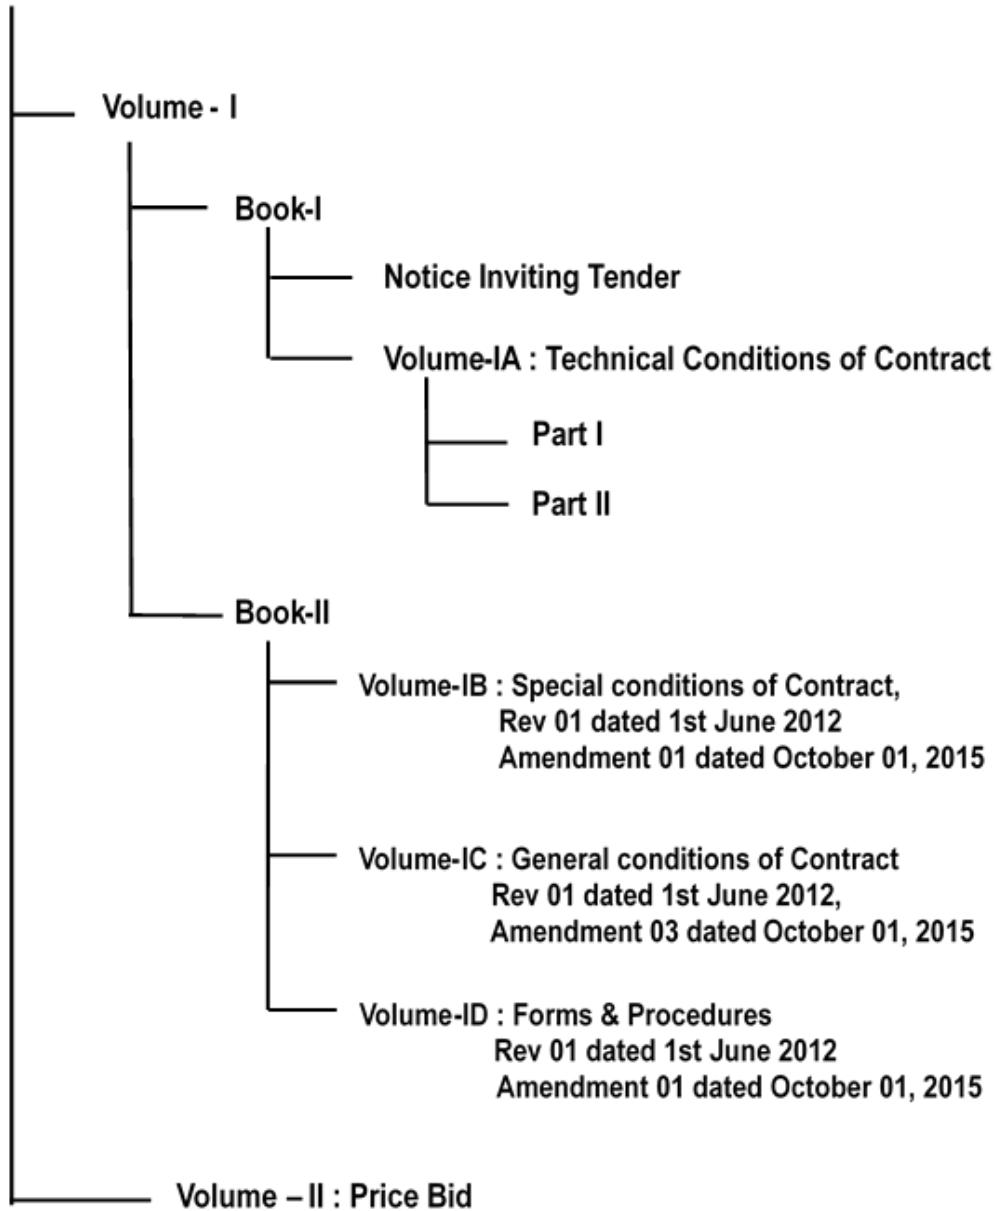 Volume - I
Book-I
Notice Inviting Tender
Volume-IA : Technical Conditions of Contract
Part I
Part II
Book-II
Volume-IB : Special conditions of Contract,
Rev 01 dated 1st June 2012
Amendment 01 dated October 01, 2015
Volume-IC : General conditions of Contract
Rev 01 dated 1st June 2012,
Amendment 03 dated October 01, 2015
Volume-ID : Forms & Procedures
Rev 01 dated 1st June 2012
Amendment 01 dated October 01, 2015
Volume – II : Price Bid